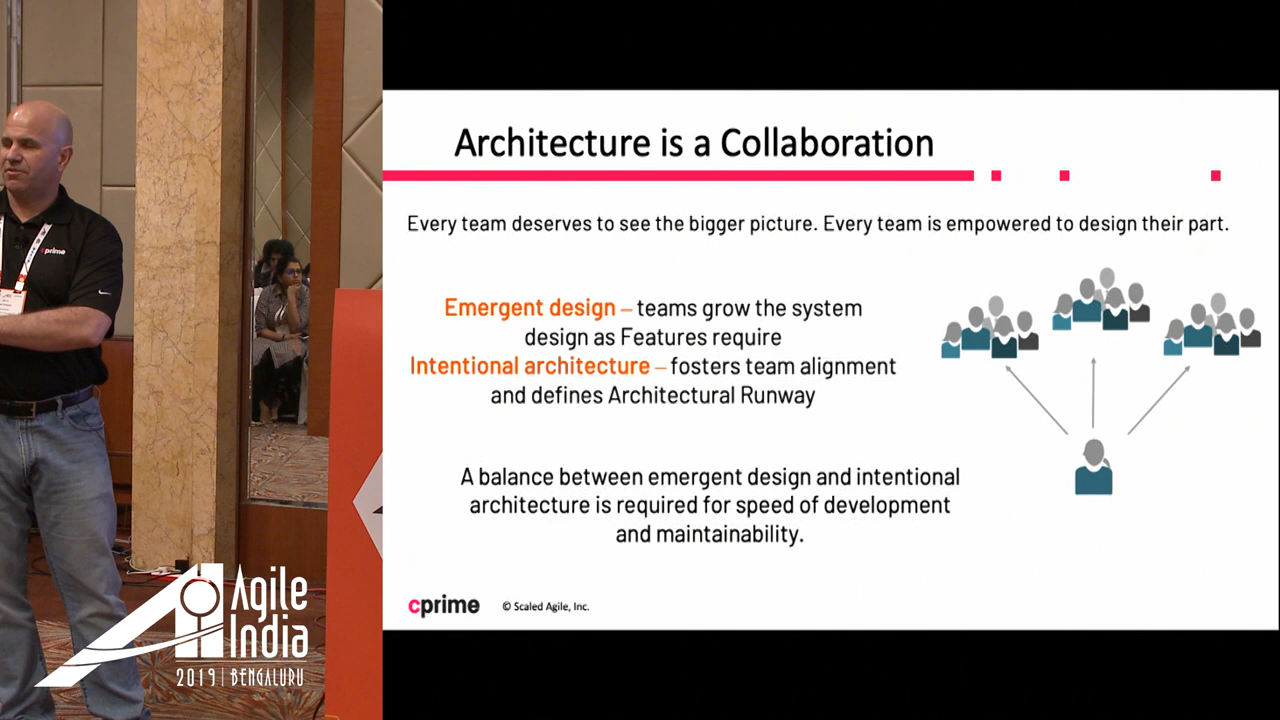 Architecture is a Collaboration
Every team deserves to see the bigger picture. Every team is empowered to design their part.
Emergent design – teams grow the system
design as Features require
Intentional architecture – fosters team alignment
and defines Architectural Runway
A balance between emergent design and intentional
architecture is required for speed of development
and maintainability.
cprime
© Scaled Agile, Inc.
cprime
Agile
India
2019 | BENGALURU